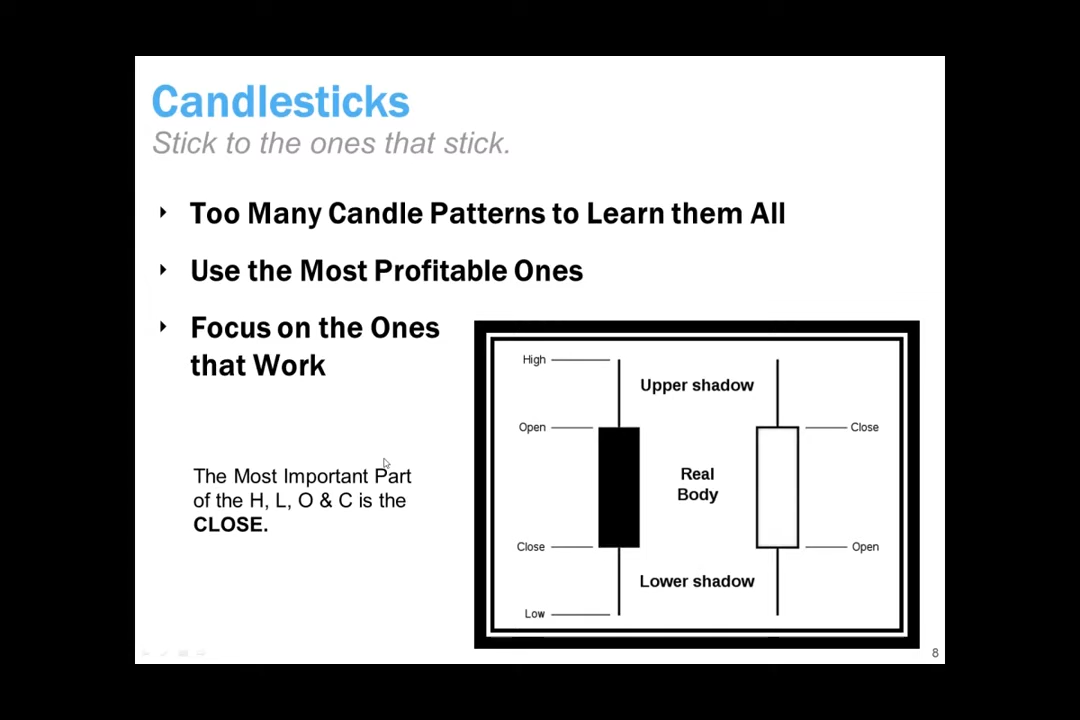 Candlesticks
Stick to the ones that stick.
Too Many Candle Patterns to Learn them All
Use the Most Profitable Ones
Focus on the Ones
that Work
The Most Important Part
of the H, L, O & C is the
CLOSE.
High
Upper shadow
Open
Close
Real
Body
Close
Open
Lower shadow
Low
8